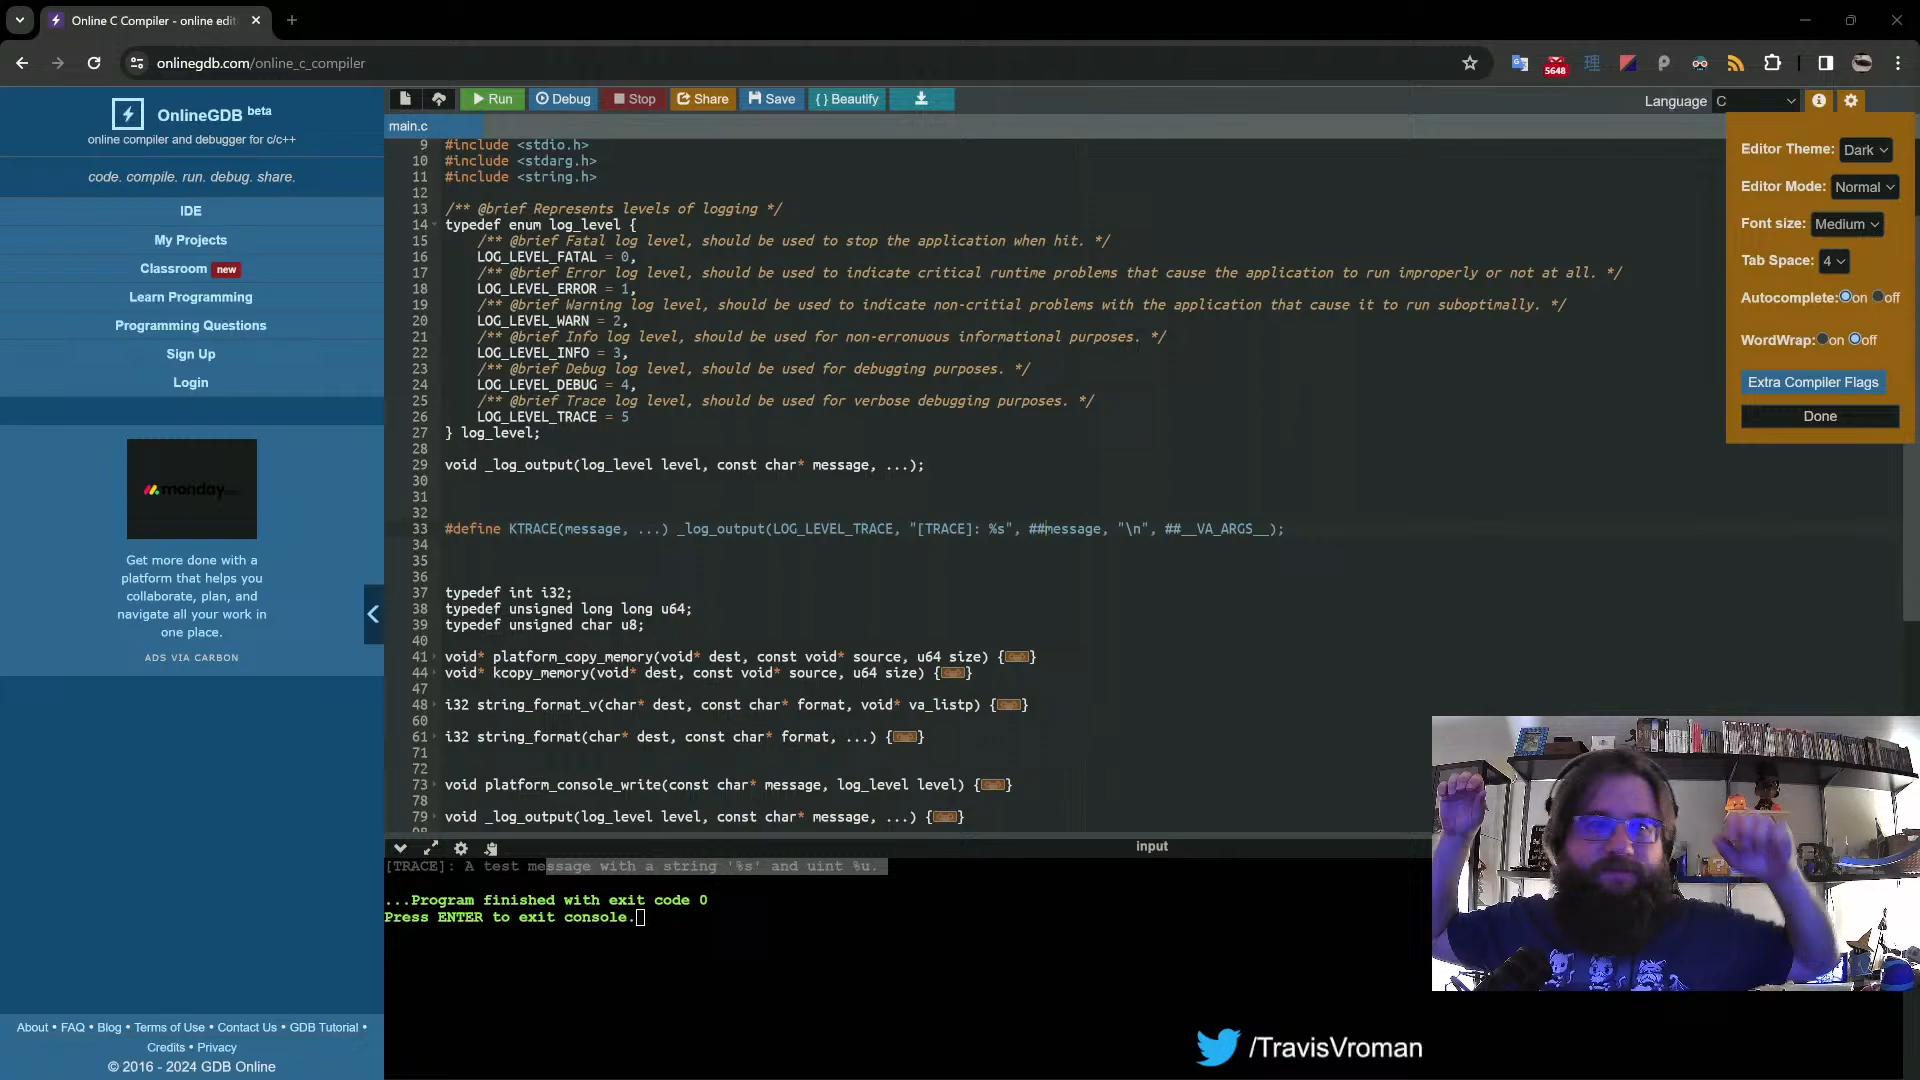 Online C Compiler - online edit
onlinegdb.com/online_c_compiler
5648
OnlineGDB beta
online compiler and debugger for c/c++
code. compile. run. debug. share.
IDE
My Projects
Classroom new
Learn Programming
Programming Questions
Sign Up
Login
monday
Get more done with a
platform that helps you
collaborate, plan, and
navigate all your work in
one place.
ADS VIA CARBON
About • FAQ • Blog • Terms of Use • Contact Us • GDB Tutorial •
Credits • Privacy
© 2016 - 2024 GDB Online
Run Debug Stop Share Save { } Beautify
Language C
main.c
9 #include <stdio.h>
10 #include <stdarg.h>
11 #include <string.h>
12
13 /** @brief Represents levels of logging */
14 typedef enum log_level {
15 /** @brief Fatal log level, should be used to stop the application when hit. */
16 LOG_LEVEL_FATAL = 0,
17 /** @brief Error log level, should be used to indicate critical runtime problems that cause the application to run improperly or not at all. */
18 LOG_LEVEL_ERROR = 1,
19 /** @brief Warning log level, should be used to indicate non-critial problems with the application that cause it to run suboptimally. */
20 LOG_LEVEL_WARN = 2,
21 /** @brief Info log level, should be used for non-erronuous informational purposes. */
22 LOG_LEVEL_INFO = 3,
23 /** @brief Debug log level, should be used for debugging purposes. */
24 LOG_LEVEL_DEBUG = 4,
25 /** @brief Trace log level, should be used for verbose debugging purposes. */
26 LOG_LEVEL_TRACE = 5
27 } log_level;
28
29 void _log_output(log_level level, const char* message, ...);
30
31
32
33 #define KTRACE(message, ...) _log_output(LOG_LEVEL_TRACE, "[TRACE]: %s", ##message, "\n", ##__VA_ARGS__);
34
35
36
37 typedef int i32;
38 typedef unsigned long long u64;
39 typedef unsigned char u8;
40
41 void* platform_copy_memory(void* dest, const void* source, u64 size) {}
44 void* kcopy_memory(void* dest, const void* source, u64 size) {}
47
48 i32 string_format_v(char* dest, const char* format, void* va_listp) {}
60
61 i32 string_format(char* dest, const char* format, ...) {}
71
72
73 void platform_console_write(const char* message, log_level level) {}
78
79 void _log_output(log_level level, const char* message, ...) {}
98
Editor Theme: Dark
Editor Mode: Normal
Font size: Medium
Tab Space: 4
Autocomplete: on off
WordWrap: on off
Extra Compiler Flags
Done
input
[TRACE]: A test message with a string '%s' and uint %u.
...Program finished with exit code 0
Press ENTER to exit console.
/TravisVroman